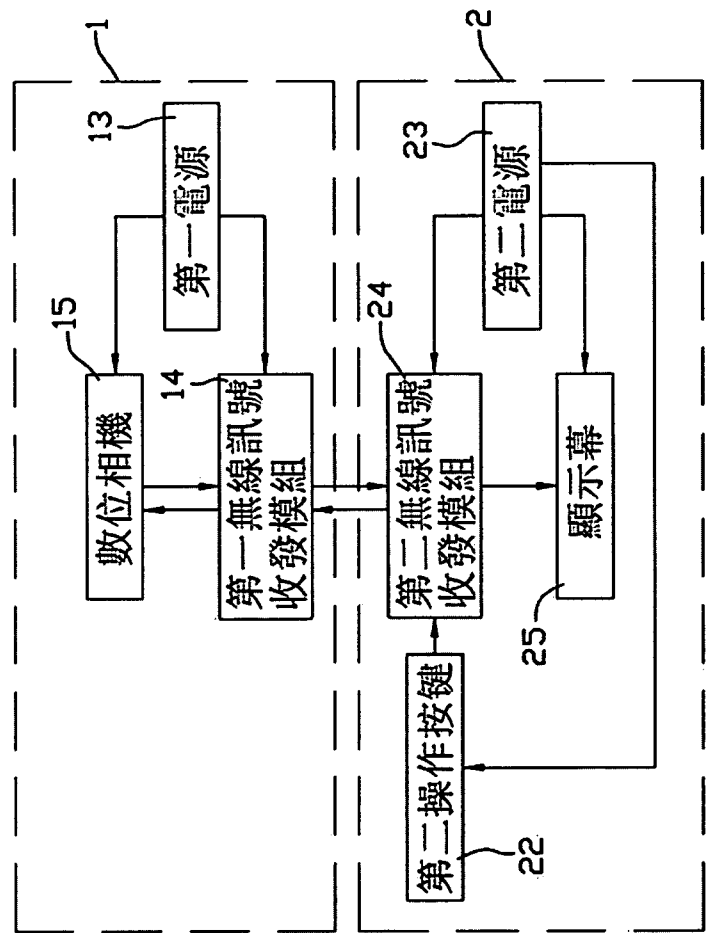 1
13
第一電源
15
數位相機
14
第一無線訊號
收發模組
2
23
第二電源
24
第二無線訊號
收發模組
顯示幕
25
第二操作按键
22